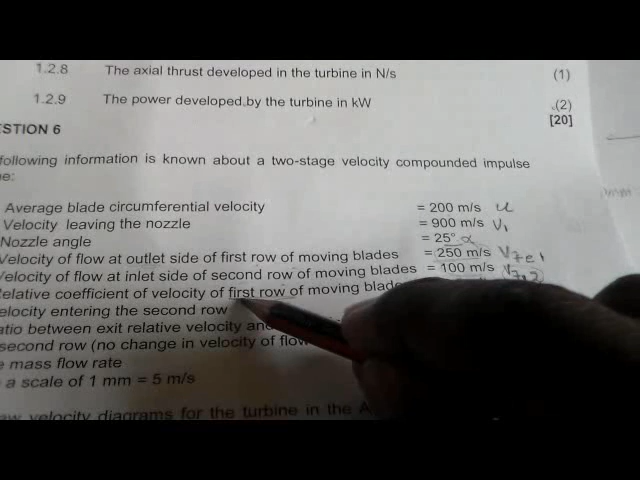 1.2.8 The axial thrust developed in the turbine in N/s (1)
1.2.9 The power developed by the turbine in kW (2)
[20]
STION 6
following information is known about a two-stage velocity compounded impulse
e:
Average blade circumferential velocity = 200 m/s u
Velocity leaving the nozzle = 900 m/s V1
Nozzle angle = 25° α
Velocity of flow at outlet side of first row of moving blades = 250 m/s Vfe1
Velocity of flow at inlet side of second row of moving blades = 100 m/s
Relative coefficient of velocity of first row of moving blade
elocity entering the second row
atio between exit relative velocity and
second row (no change in velocity of flow
e mass flow rate
a scale of 1 mm = 5 m/s
aw velocity diagrams for the turbine in the A